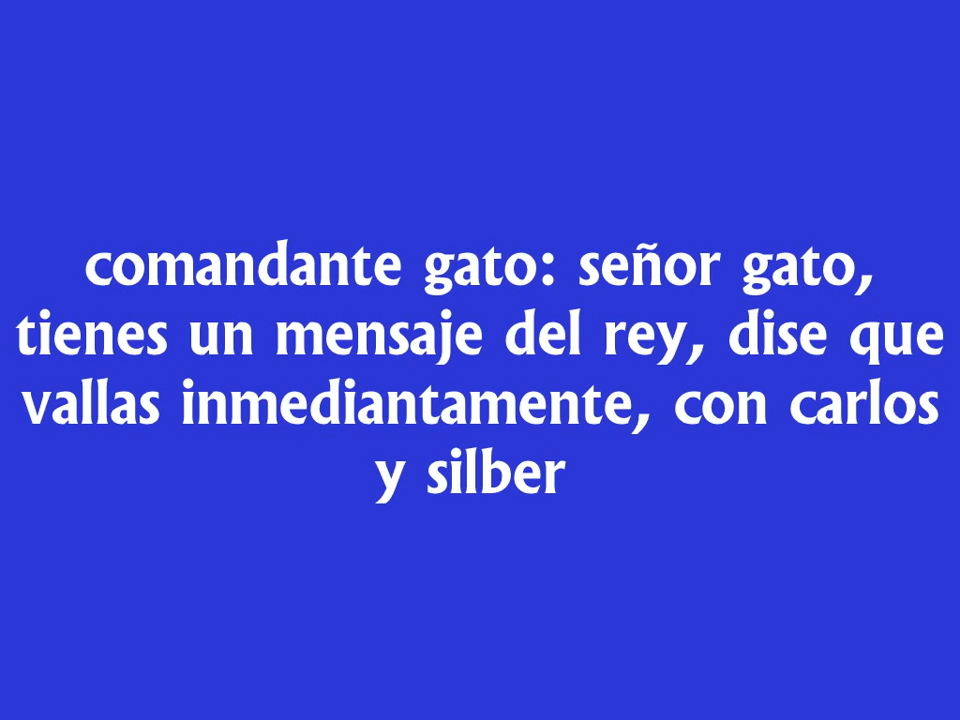 comandante gato: señor gato,
tienes un mensaje del rey, dise que
vallas inmediantamente, con carlos
y silber